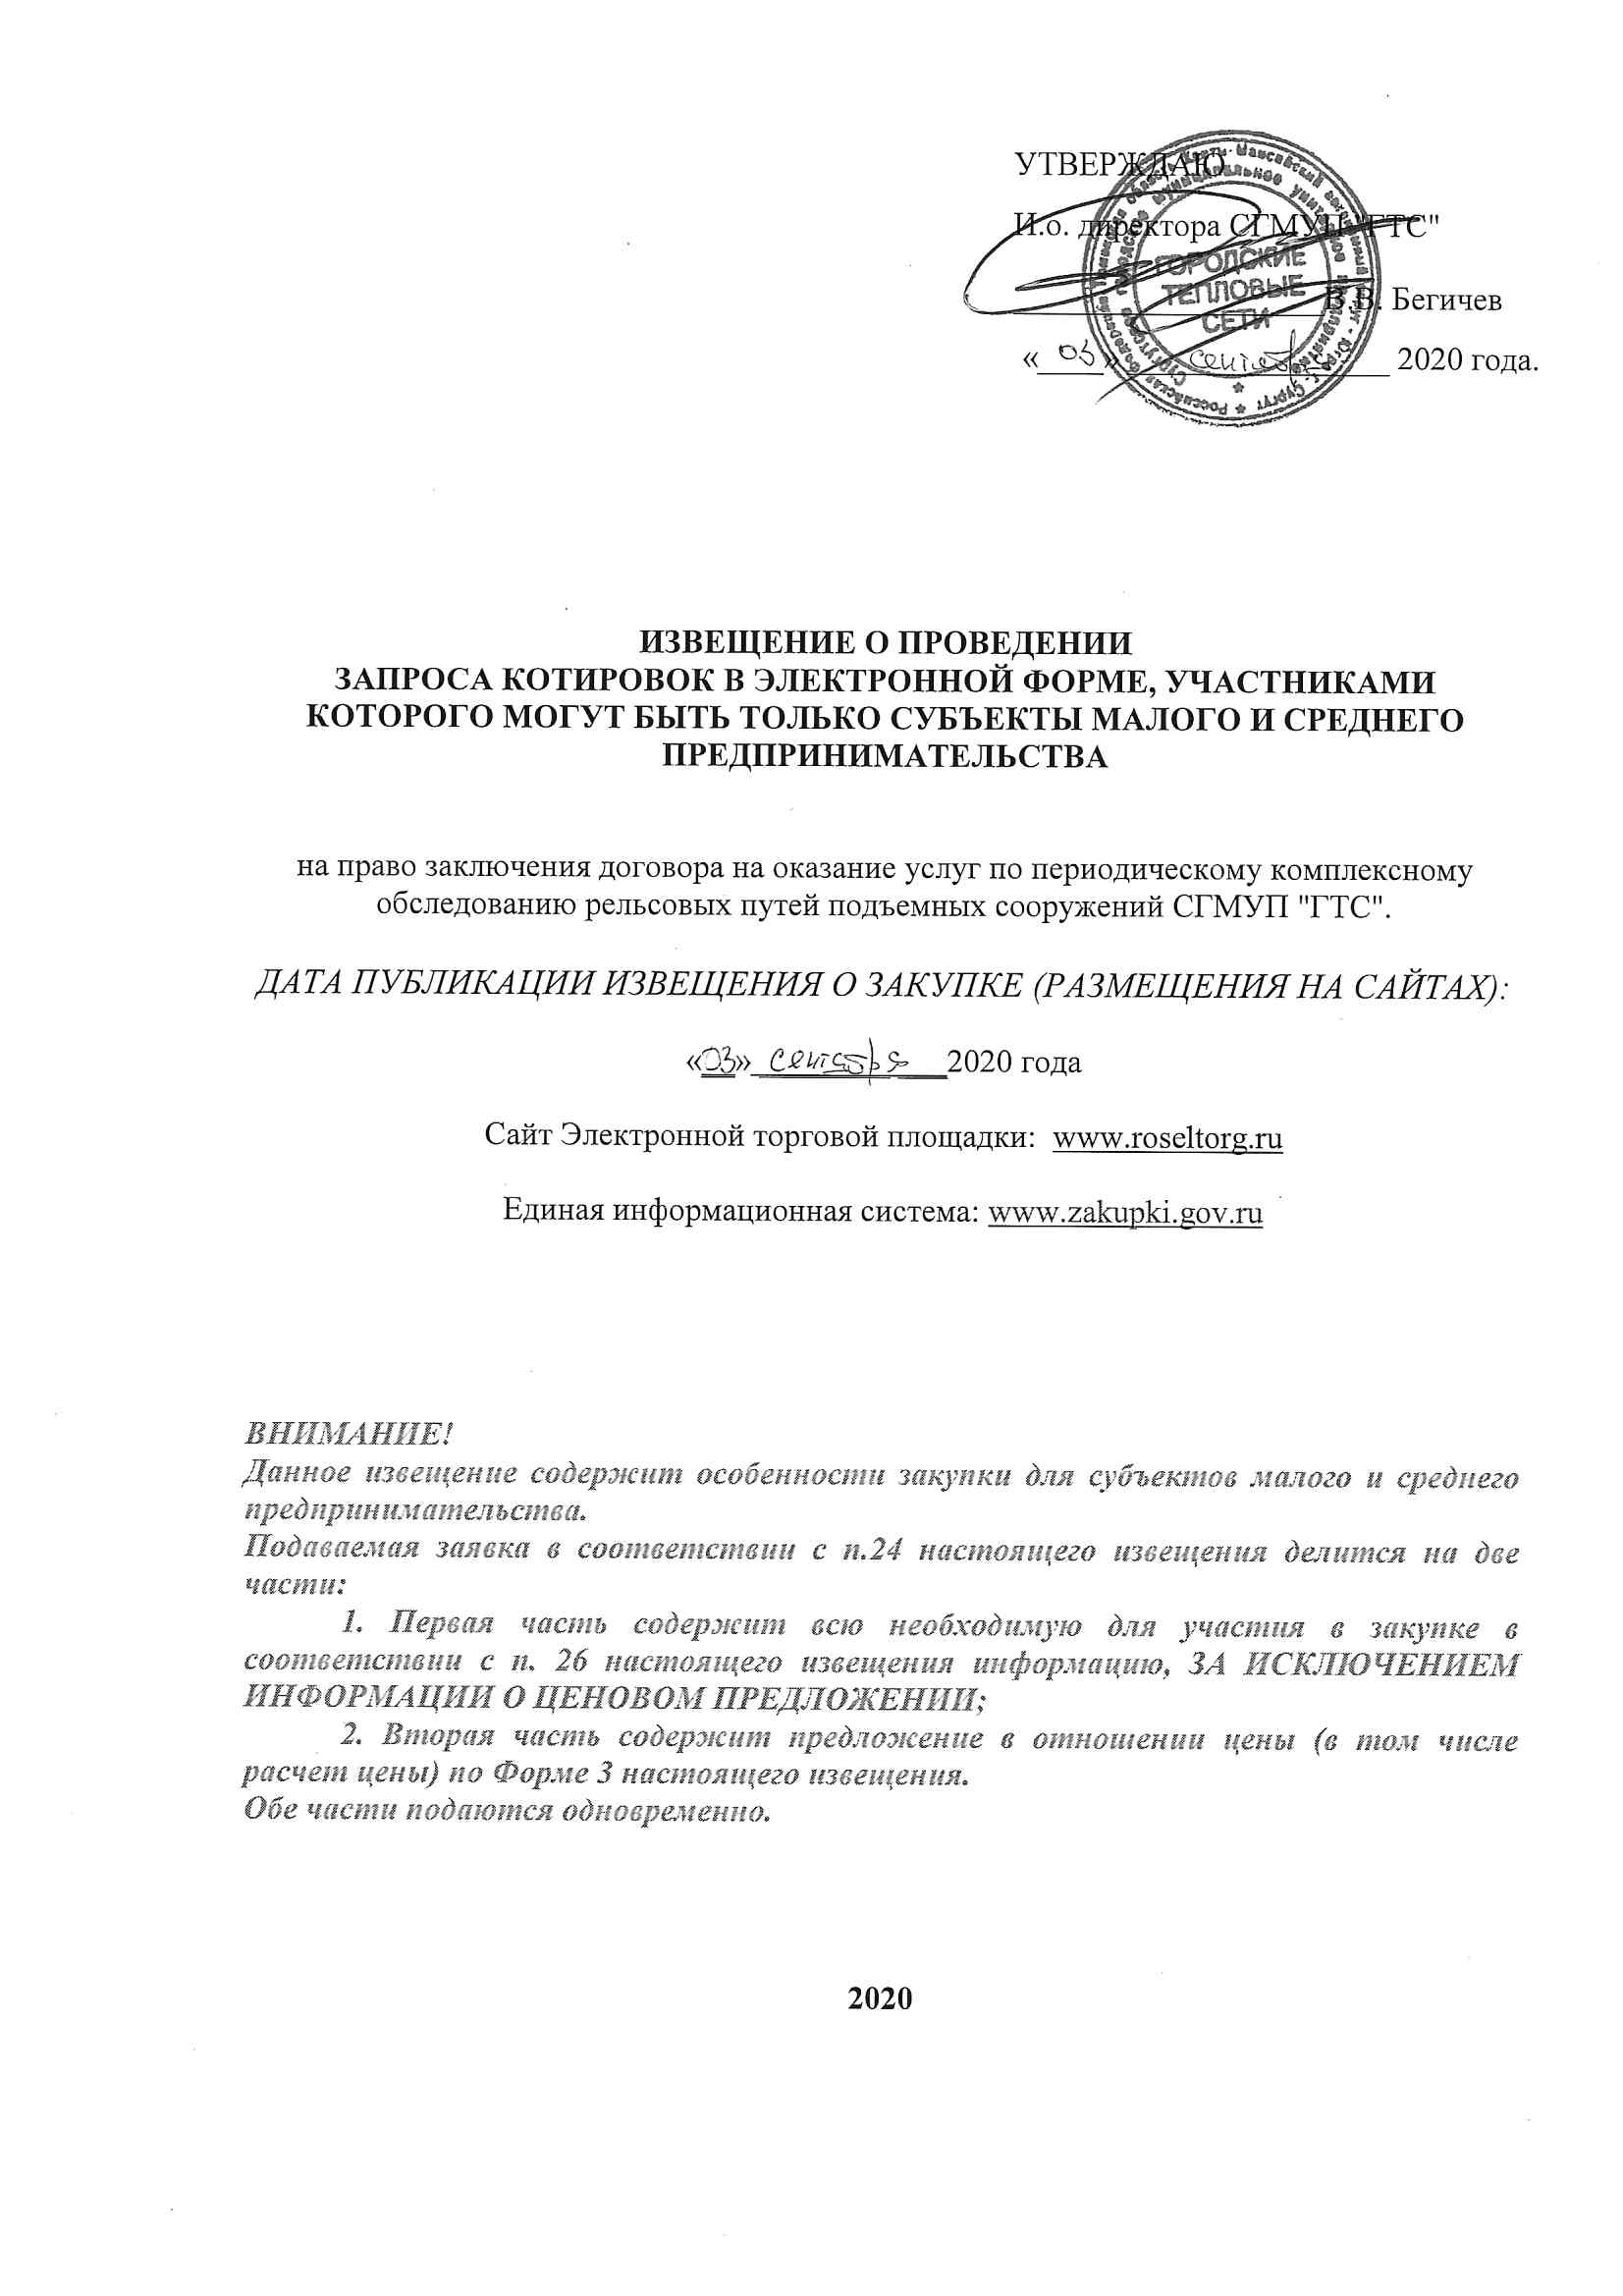 УТВЕРЖДАЮ
И.о. директора СГМУП "ГТС"
ГОРОДСКИЕ
ТЕПЛОВЫЕ
СЕТИ
В.В. Бегичев
«03» сентября 2020 года.
ИЗВЕЩЕНИЕ О ПРОВЕДЕНИИ
ЗАПРОСА КОТИРОВОК В ЭЛЕКТРОННОЙ ФОРМЕ, УЧАСТНИКАМИ
КОТОРОГО МОГУТ БЫТЬ ТОЛЬКО СУБЪЕКТЫ МАЛОГО И СРЕДНЕГО
ПРЕДПРИНИМАТЕЛЬСТВА
на право заключения договора на оказание услуг по периодическому комплексному
обследованию рельсовых путей подъемных сооружений СГМУП "ГТС".
ДАТА ПУБЛИКАЦИИ ИЗВЕЩЕНИЯ О ЗАКУПКЕ (РАЗМЕЩЕНИЯ НА САЙТАХ):
«03» сентября 2020 года
Сайт Электронной торговой площадки: www.roseltorg.ru
Единая информационная система: www.zakupki.gov.ru
ВНИМАНИЕ!
Данное извещение содержит особенности закупки для субъектов малого и среднего
предпринимательства.
Подаваемая заявка в соответствии с п.24 настоящего извещения делится на две
части:
1. Первая часть содержит всю необходимую для участия в закупке в
соответствии с п. 26 настоящего извещения информацию, ЗА ИСКЛЮЧЕНИЕМ
ИНФОРМАЦИИ О ЦЕНОВОМ ПРЕДЛОЖЕНИИ;
2. Вторая часть содержит предложение в отношении цены (в том числе
расчет цены) по Форме 3 настоящего извещения.
Обе части подаются одновременно.
2020